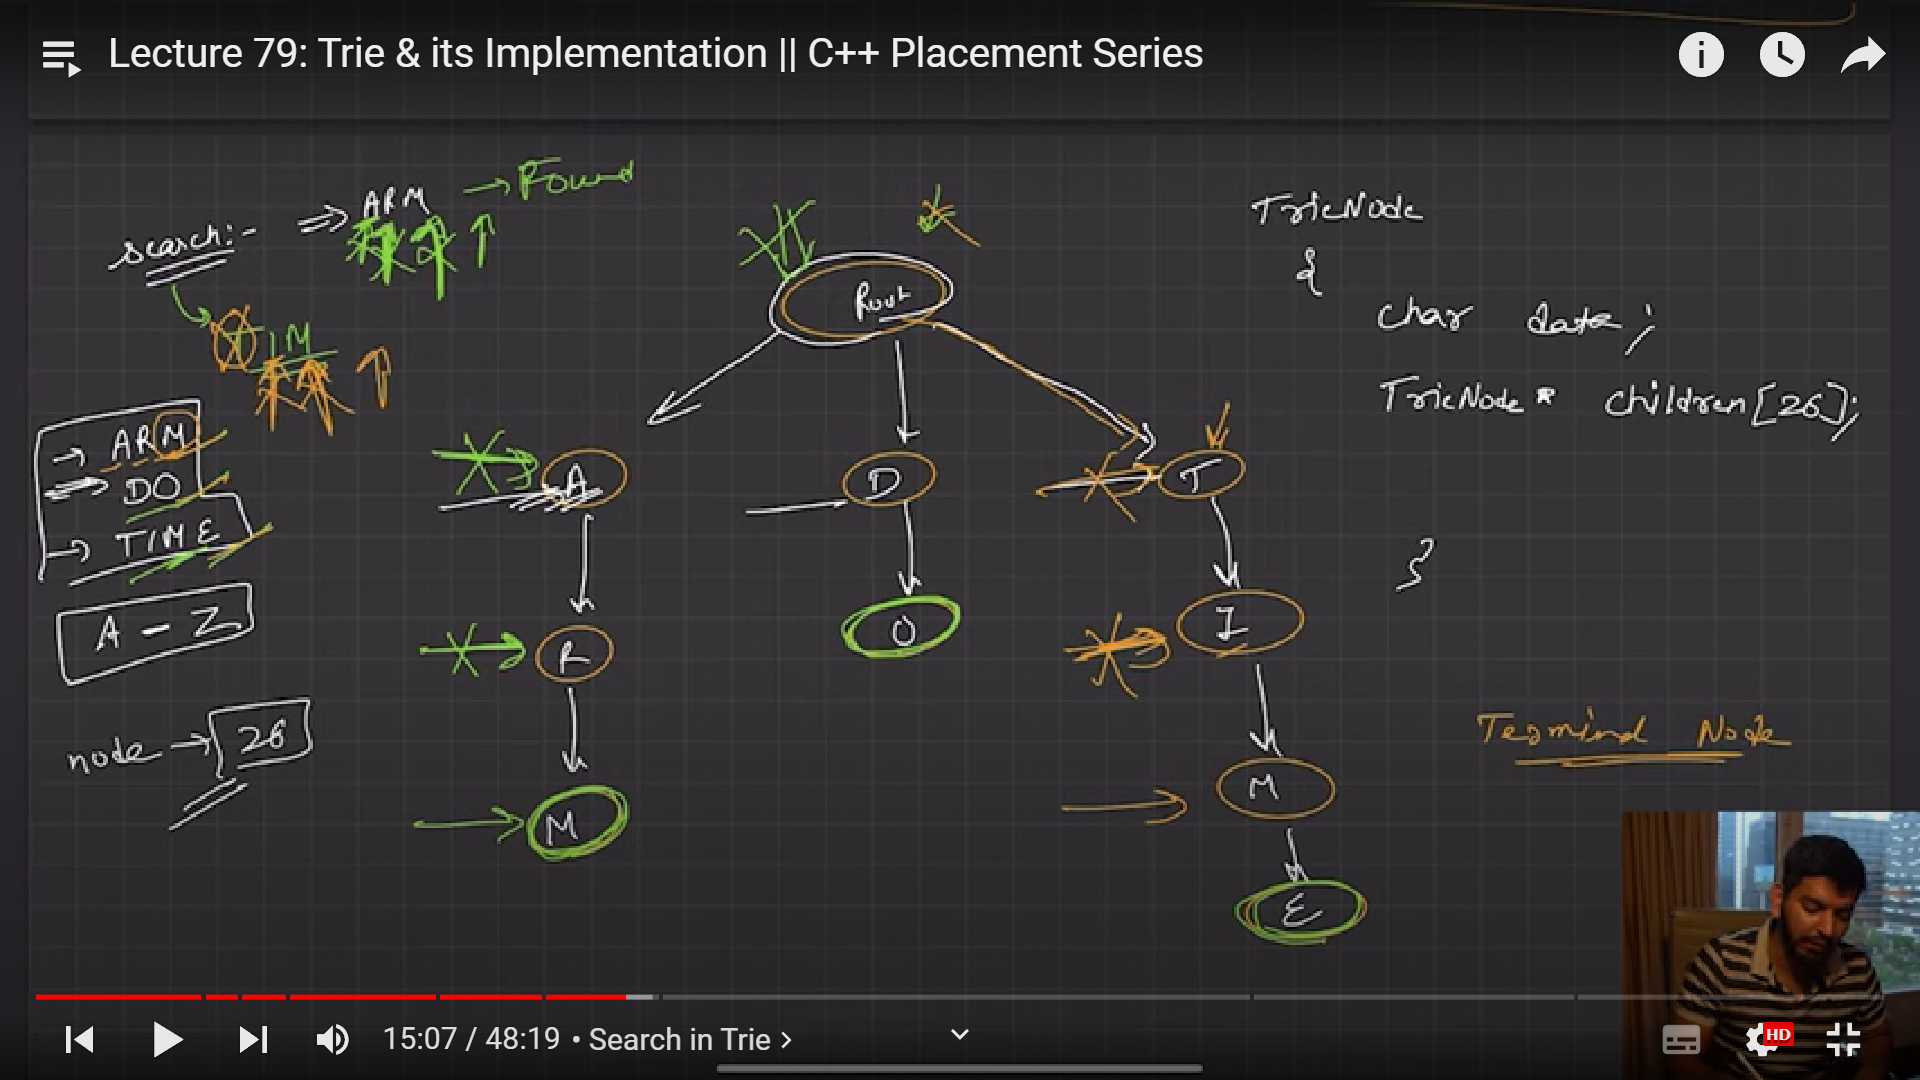 Lecture 79: Trie & its Implementation || C++ Placement Series
search:- ⇒ ARM → Found
TIM
→ ARM
→ DO
→ TIME
A - Z
node → 26
Root
A
D
T
R
O
I
M
M
E
TrieNode
{
char data;
TrieNode* children[26];
}
Terminal Node
15:07 / 48:19 • Search in Trie >
HD